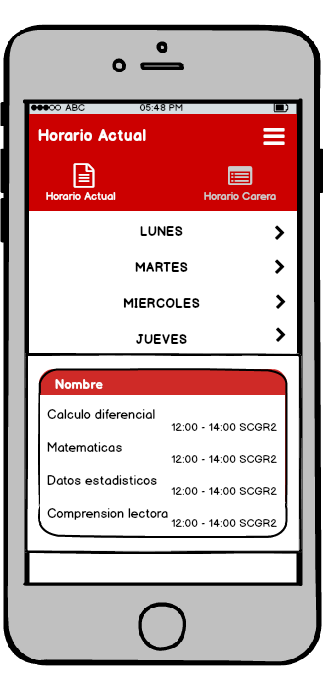 ABC 05:48 PM
Horario Actual
Horario Actual Horario Carera
LUNES
MARTES
MIERCOLES
JUEVES
Nombre
Calculo diferencial
12:00 - 14:00 SCGR2
Matematicas
12:00 - 14:00 SCGR2
Datos estadisticos
12:00 - 14:00 SCGR2
Comprension lectora
12:00 - 14:00 SCGR2